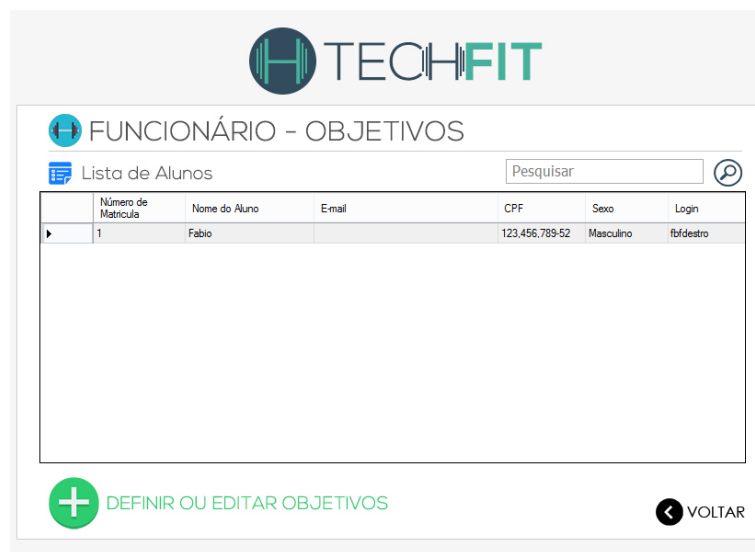 TECHFIT
FUNCIONÁRIO - OBJETIVOS
Lista de Alunos
Pesquisar
Número de Matricula Nome do Aluno E-mail CPF Sexo Login
1 Fabio 123,456,789-52 Masculino fbfdestro
DEFINIR OU EDITAR OBJETIVOS
VOLTAR